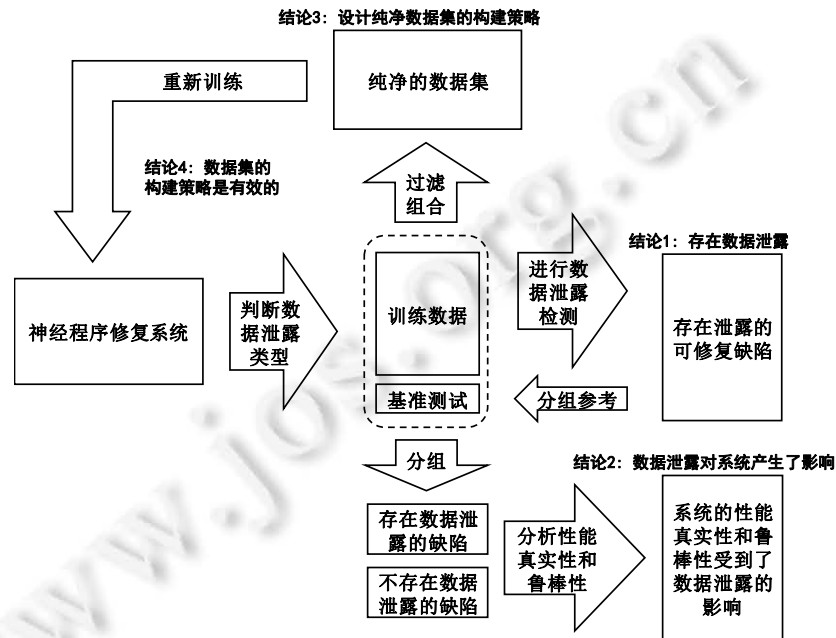 结论3: 设计纯净数据集的构建策略
重新训练
纯净的数据集
结论4: 数据集的
构建策略是有效的
过滤
组合
结论1: 存在数据泄露
神经程序修复系统
判断数
据泄露
类型
训练数据
基准测试
进行数
据泄露
检测
存在泄露的
可修复缺陷
分组参考
分组
结论2: 数据泄露对系统产生了影响
存在数据泄
露的缺陷
不存在数据
泄露的缺陷
分析性能
真实性和
鲁棒性
系统的性能
真实性和鲁
棒性受到了
数据泄露的
影响
www.jos.org.cn